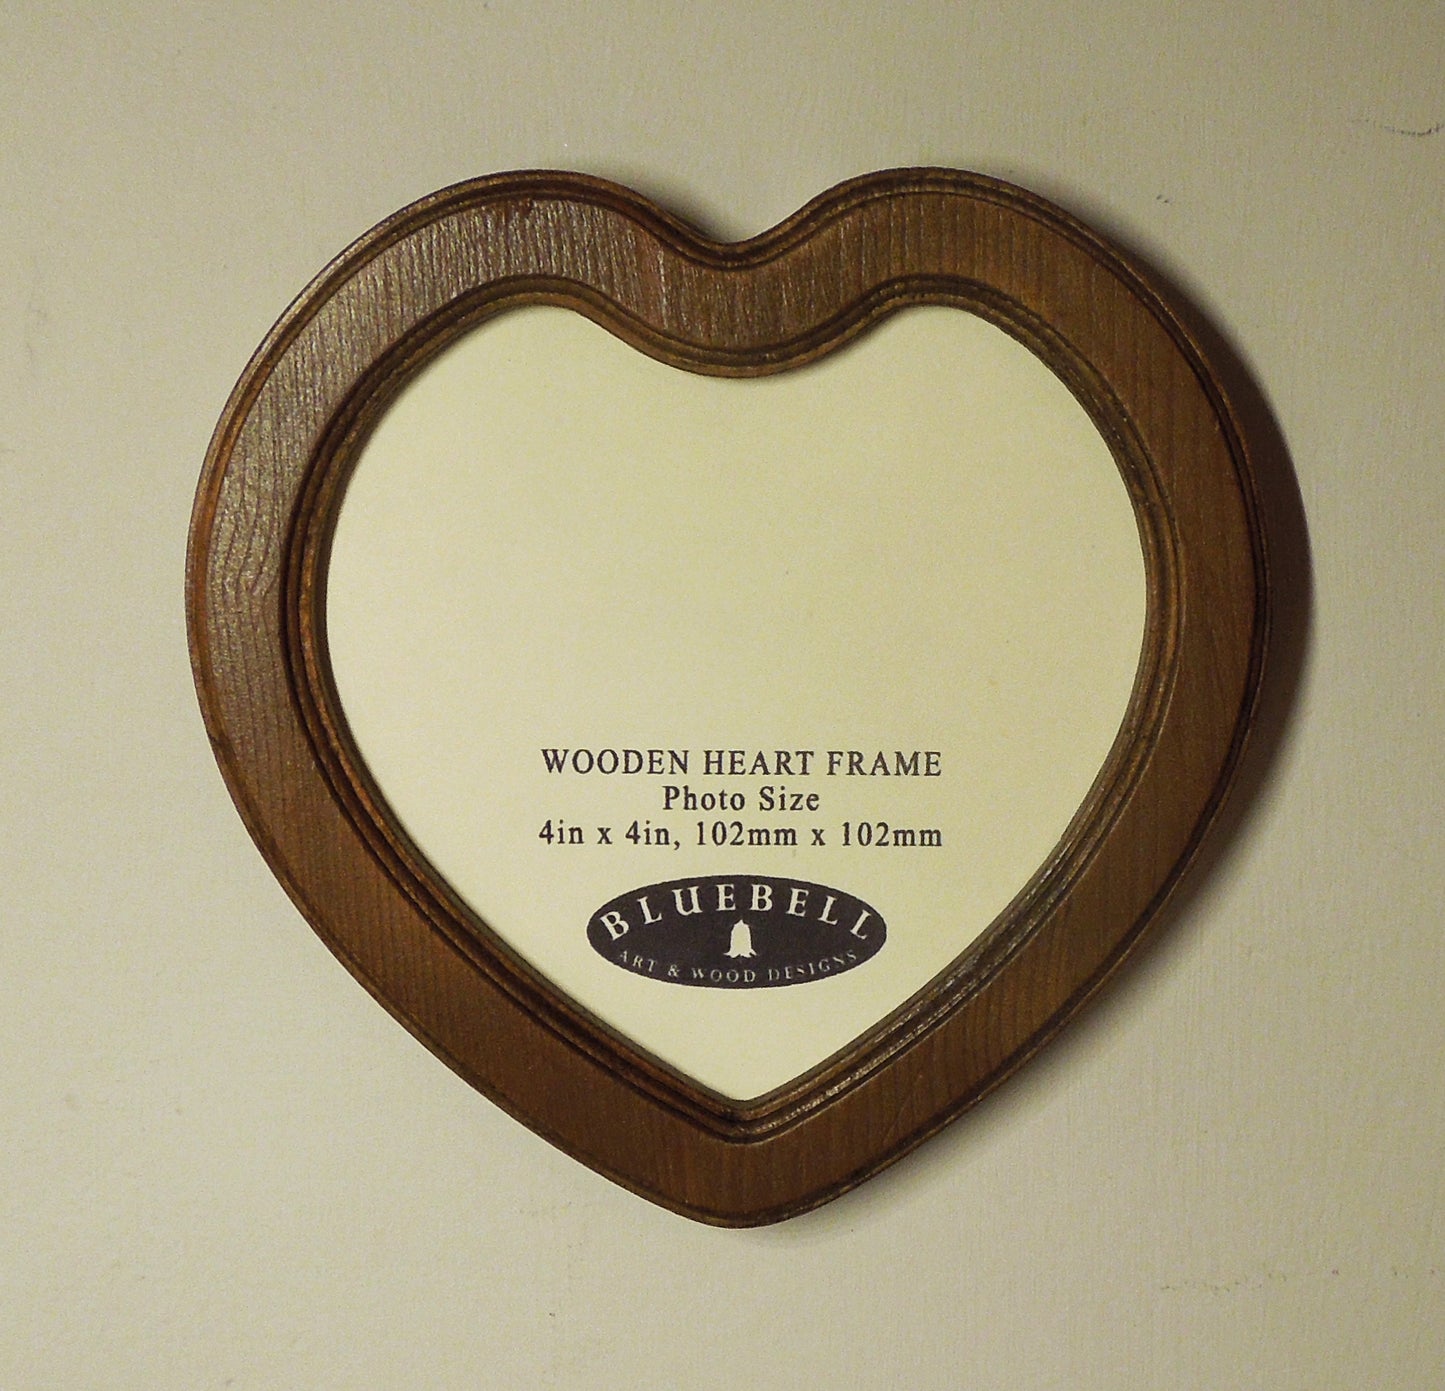 WOODEN HEART FRAME
Photo Size
4in x 4in, 102mm x 102mm
BLUEBELL
ART & WOOD DESIGNS